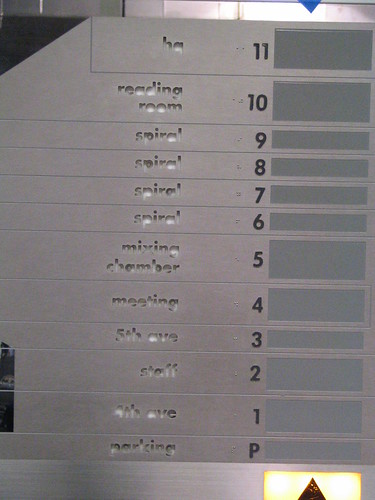 hq 11
reading
room 10
spiral 9
spiral 8
spiral 7
spiral 6
mixing
chamber 5
meeting 4
5th ave 3
staff 2
4th ave 1
parking P